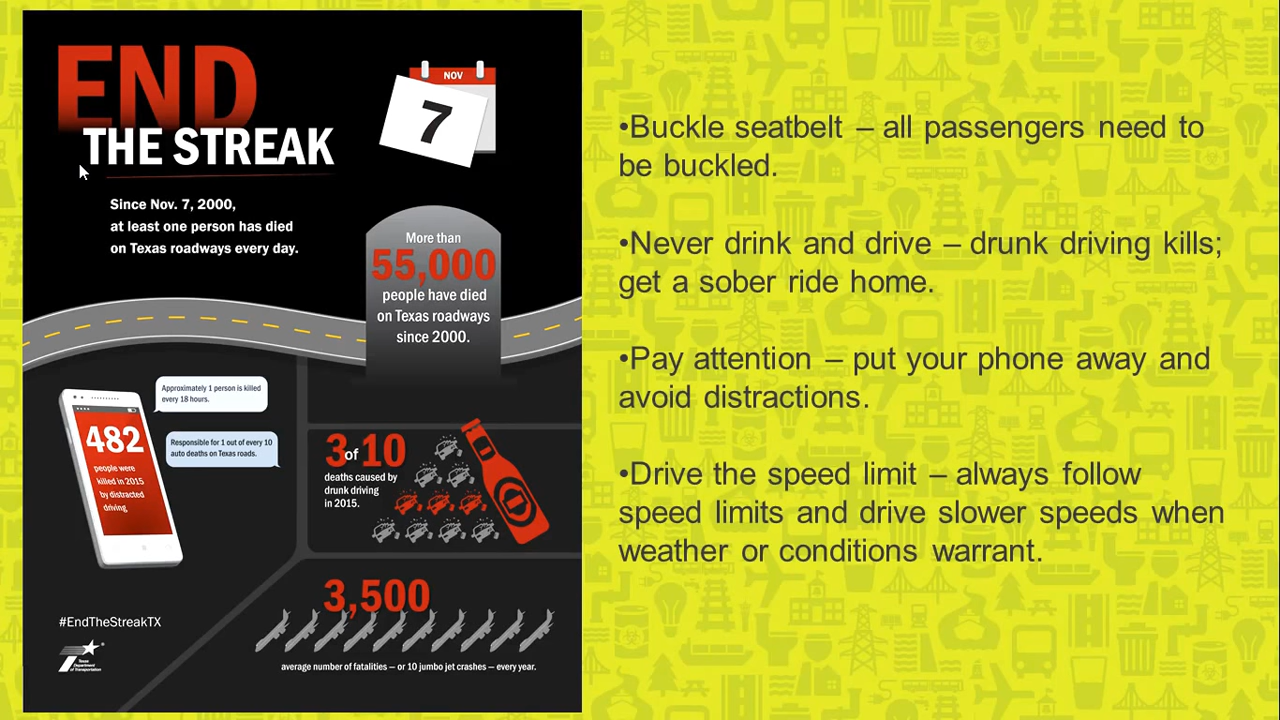 END
THE STREAK
NOV
7
Since Nov. 7, 2000,
at least one person has died
on Texas roadways every day.
More than
55,000
people have died
on Texas roadways
since 2000.
Approximately 1 person is killed
every 18 hours.
Responsible for 1 out of every 10
auto deaths on Texas roads.
482
people were
killed in 2015
by distracted
driving
3 of 10
deaths caused by
drunk driving
in 2015.
3,500
average number of fatalities — or 10 jumbo jet crashes — every year.
#EndTheStreakTX
Texas
Department
of Transportation
•Buckle seatbelt – all passengers need to
be buckled.
•Never drink and drive – drunk driving kills;
get a sober ride home.
•Pay attention – put your phone away and
avoid distractions.
•Drive the speed limit – always follow
speed limits and drive slower speeds when
weather or conditions warrant.